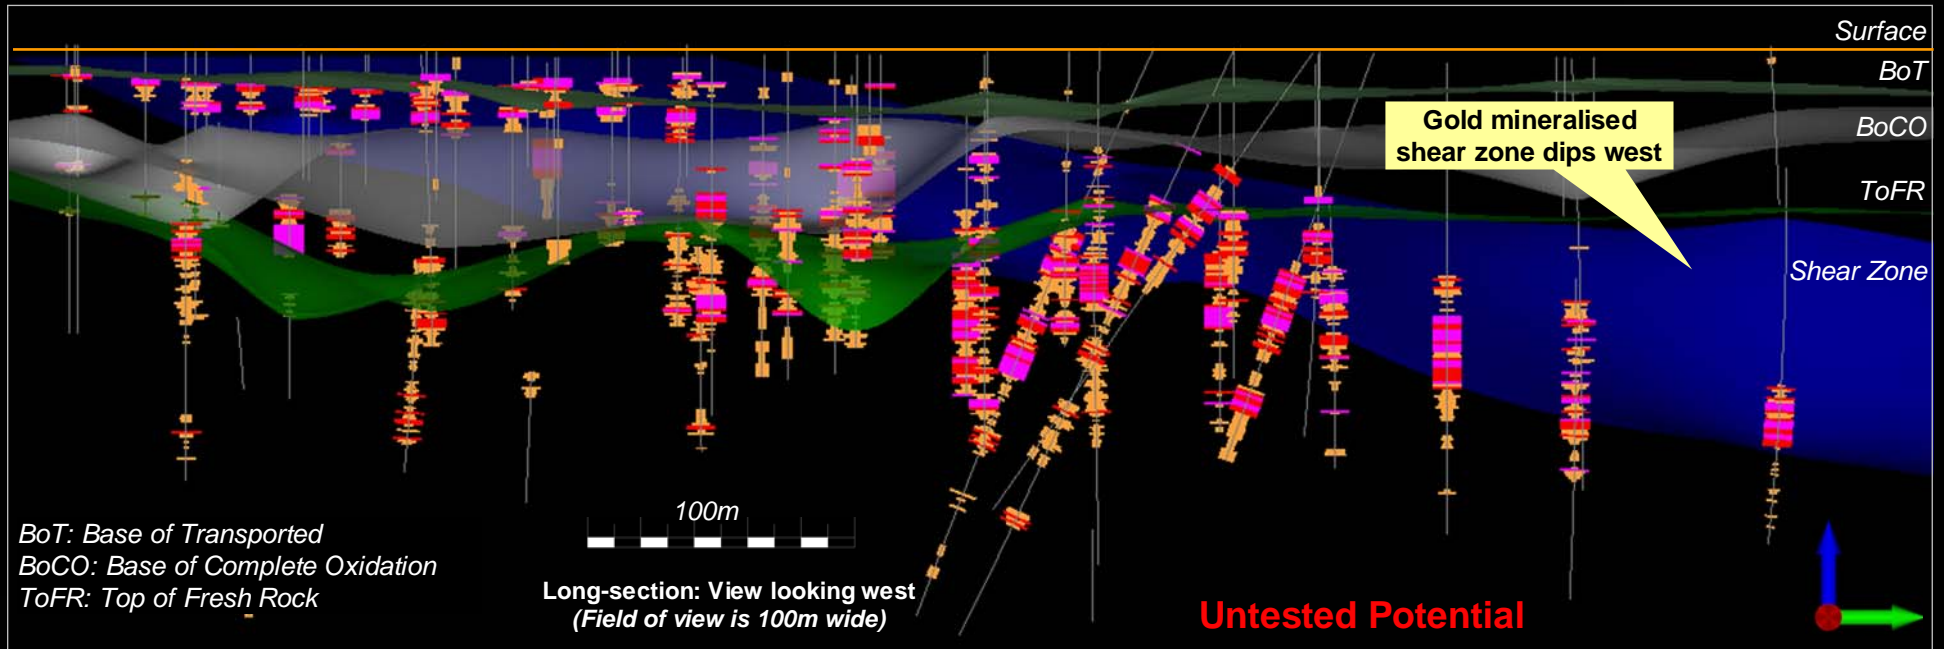 Surface
BoT
Gold mineralised
shear zone dips west
BoCO
ToFR
Shear Zone
100m
BoT: Base of Transported
BoCO: Base of Complete Oxidation
ToFR: Top of Fresh Rock
Long-section: View looking west
(Field of view is 100m wide)
Untested Potential